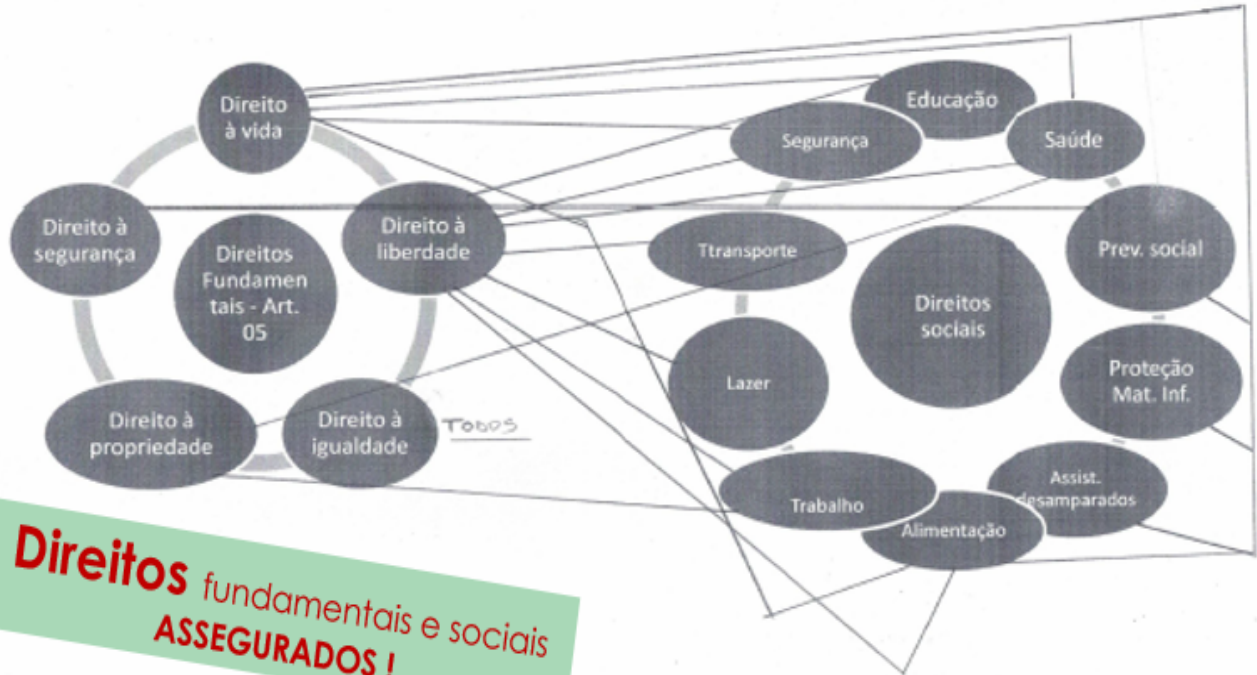 Direito
à vida
Direito à
segurança
Direitos
Fundamen
tais - Art.
05
Direito à
liberdade
Direito à
propriedade
Direito à
igualdade
TODOS
Educação
Segurança
Saúde
Ttransporte
Prev. social
Direitos
sociais
Lazer
Proteção
Mat. Inf.
Assist.
desamparados
Trabalho
Alimentação
Direitos fundamentais e sociais
ASSEGURADOS !